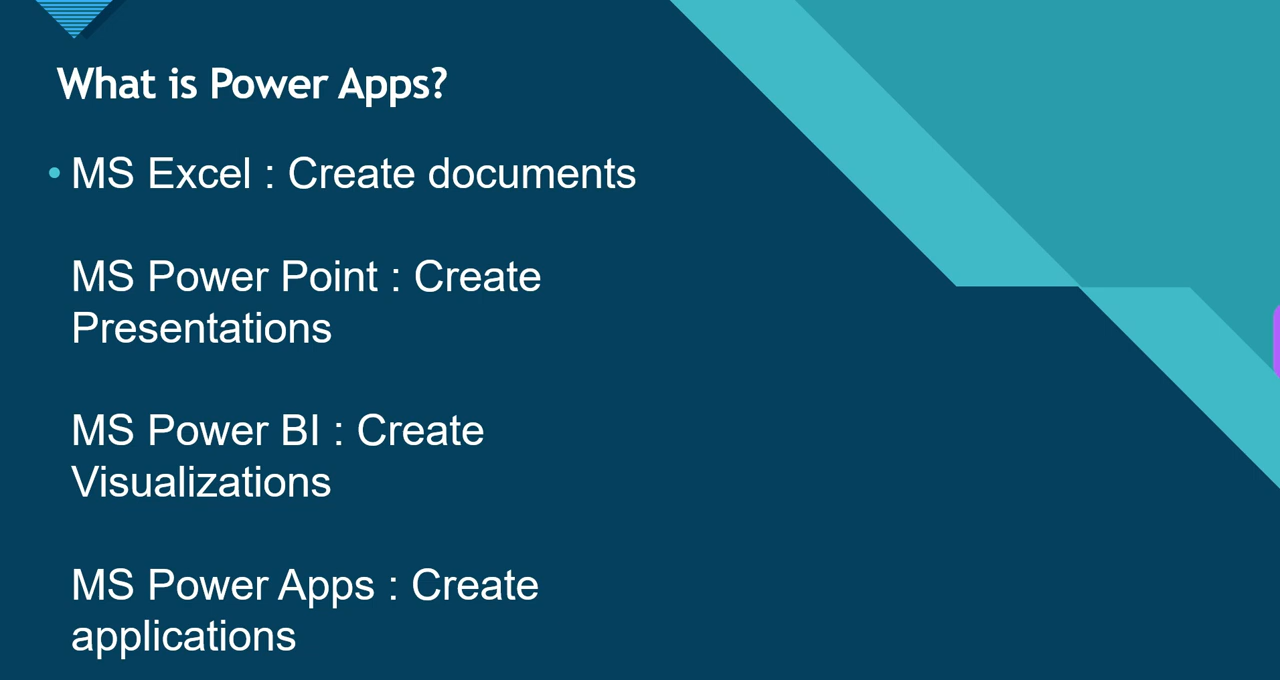 What is Power Apps?
• MS Excel : Create documents
MS Power Point : Create
Presentations
MS Power BI : Create
Visualizations
MS Power Apps : Create
applications